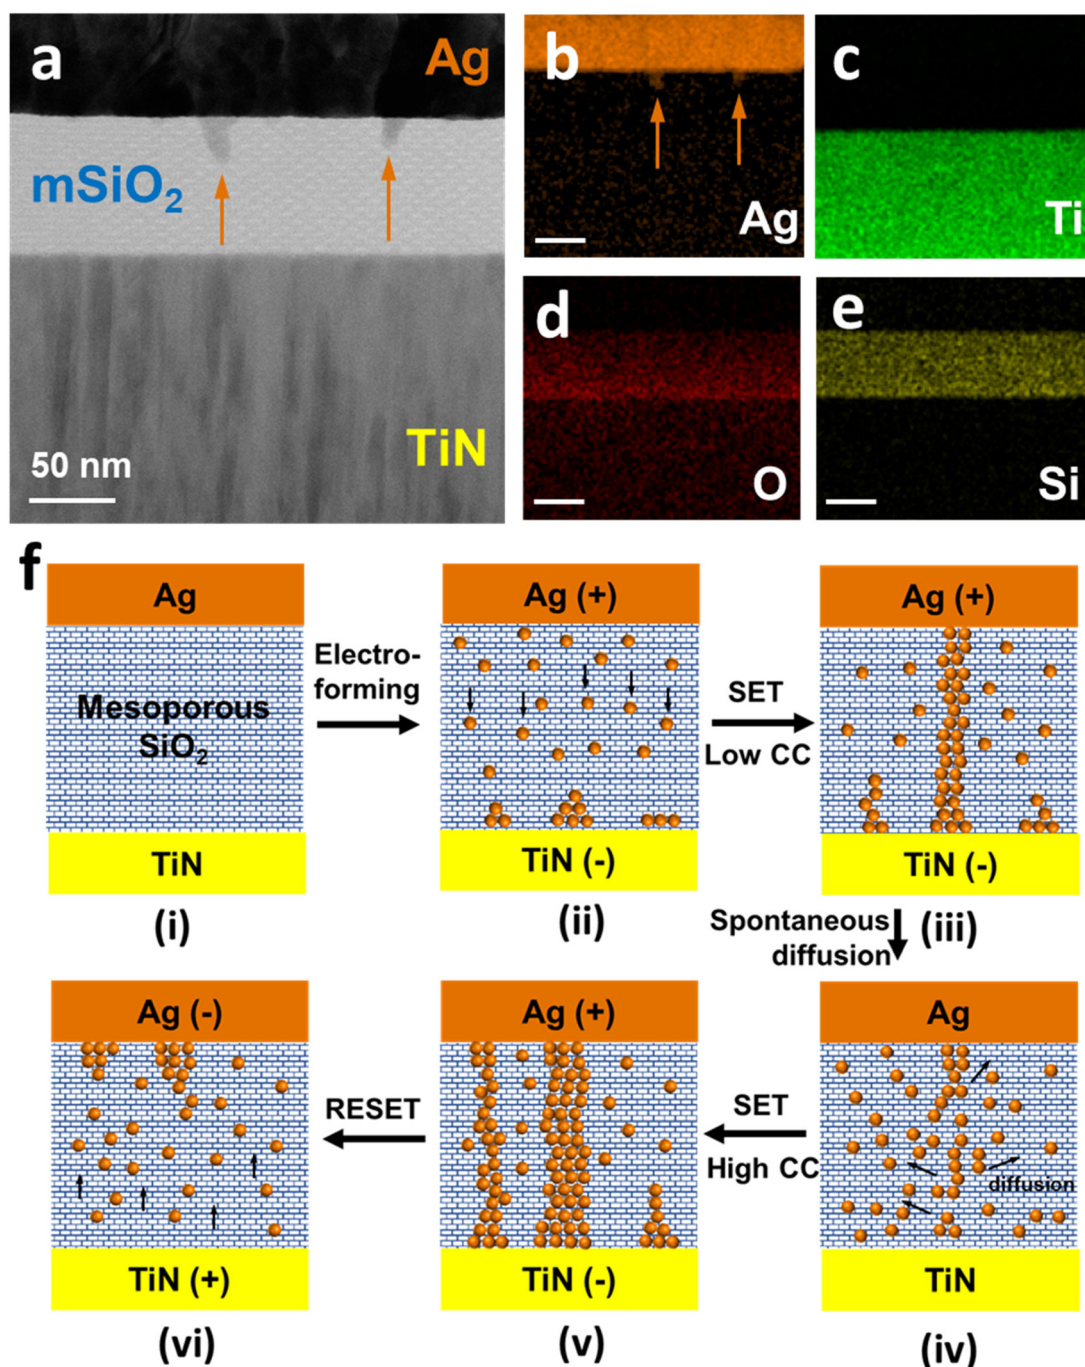 a
Ag
mSiO₂
TiN
50 nm
b
Ag
c
Ti
d
O
e
Si
f
Ag
Mesoporous
SiO₂
TiN
(i)
Electro-
forming
Ag (+)
TiN (-)
(ii)
SET
Low CC
Ag (+)
TiN (-)
(iii)
Spontaneous
diffusion
Ag
diffusion
TiN
(iv)
SET
High CC
Ag (+)
TiN (-)
(v)
RESET
Ag (-)
TiN (+)
(vi)